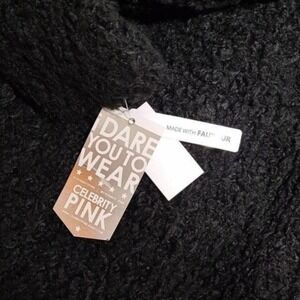 I DARE
YOU TO
WEAR
CELEBRITY
PINK
MADE WITH FAUX FUR